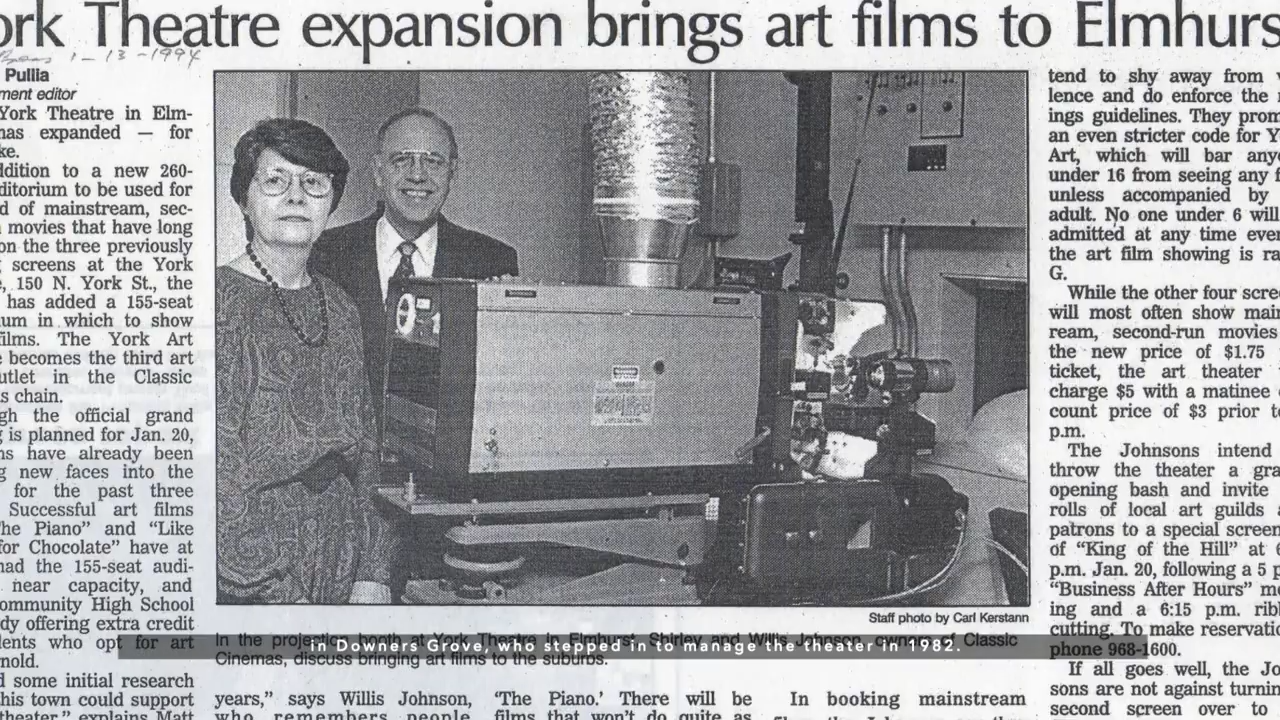 ork Theatre expansion brings art films to Elmhurs
1-13-1994
Pullia
ment editor
York Theatre in Elm-
has expanded — for
ke.
ddition to a new 260-
ditorium to be used for
d of mainstream, sec-
movies that have long
on the three previously
screens at the York
e, 150 N. York St., the
has added a 155-seat
ium in which to show
films. The York Art
e becomes the third art
utlet in the Classic
s chain.
gh the official grand
g is planned for Jan. 20,
ns have already been
g new faces into the
for the past three
Successful art films
The Piano” and “Like
for Chocolate” have at
had the 155-seat audi-
near capacity, and
ommunity High School
dy offering extra credit
lents who opt for art
nold.
d some initial research
this town could support
theater,” explains Matt
Staff photo by Carl Kerstann
In the projection booth at York Theatre in Elmhurst, Shirley and Willis Johnson, owners of Classic
Cinemas, discuss bringing art films to the suburbs.
in Downers Grove, who stepped in to manage the theater in 1982.
years,” says Willis Johnson,
who remembers people
‘The Piano.’ There will be
films that won’t do quite as
In booking mainstream
tend to shy away from v
lence and do enforce the r
ings guidelines. They prom
an even stricter code for Y
Art, which will bar anyo
under 16 from seeing any f
unless accompanied by
adult. No one under 6 will
admitted at any time even
the art film showing is ra
G.
While the other four scree
will most often show main
ream, second-run movies
the new price of $1.75
ticket, the art theater
charge $5 with a matinee
count price of $3 prior to
p.m.
The Johnsons intend
throw the theater a gra
opening bash and invite
rolls of local art guilds a
patrons to a special screen
of “King of the Hill” at 6
p.m. Jan. 20, following a 5 p
“Business After Hours” me
ing and a 6:15 p.m. rib
cutting. To make reservatio
phone 968-1600.
If all goes well, the Jo
sons are not against turnin
second screen over to